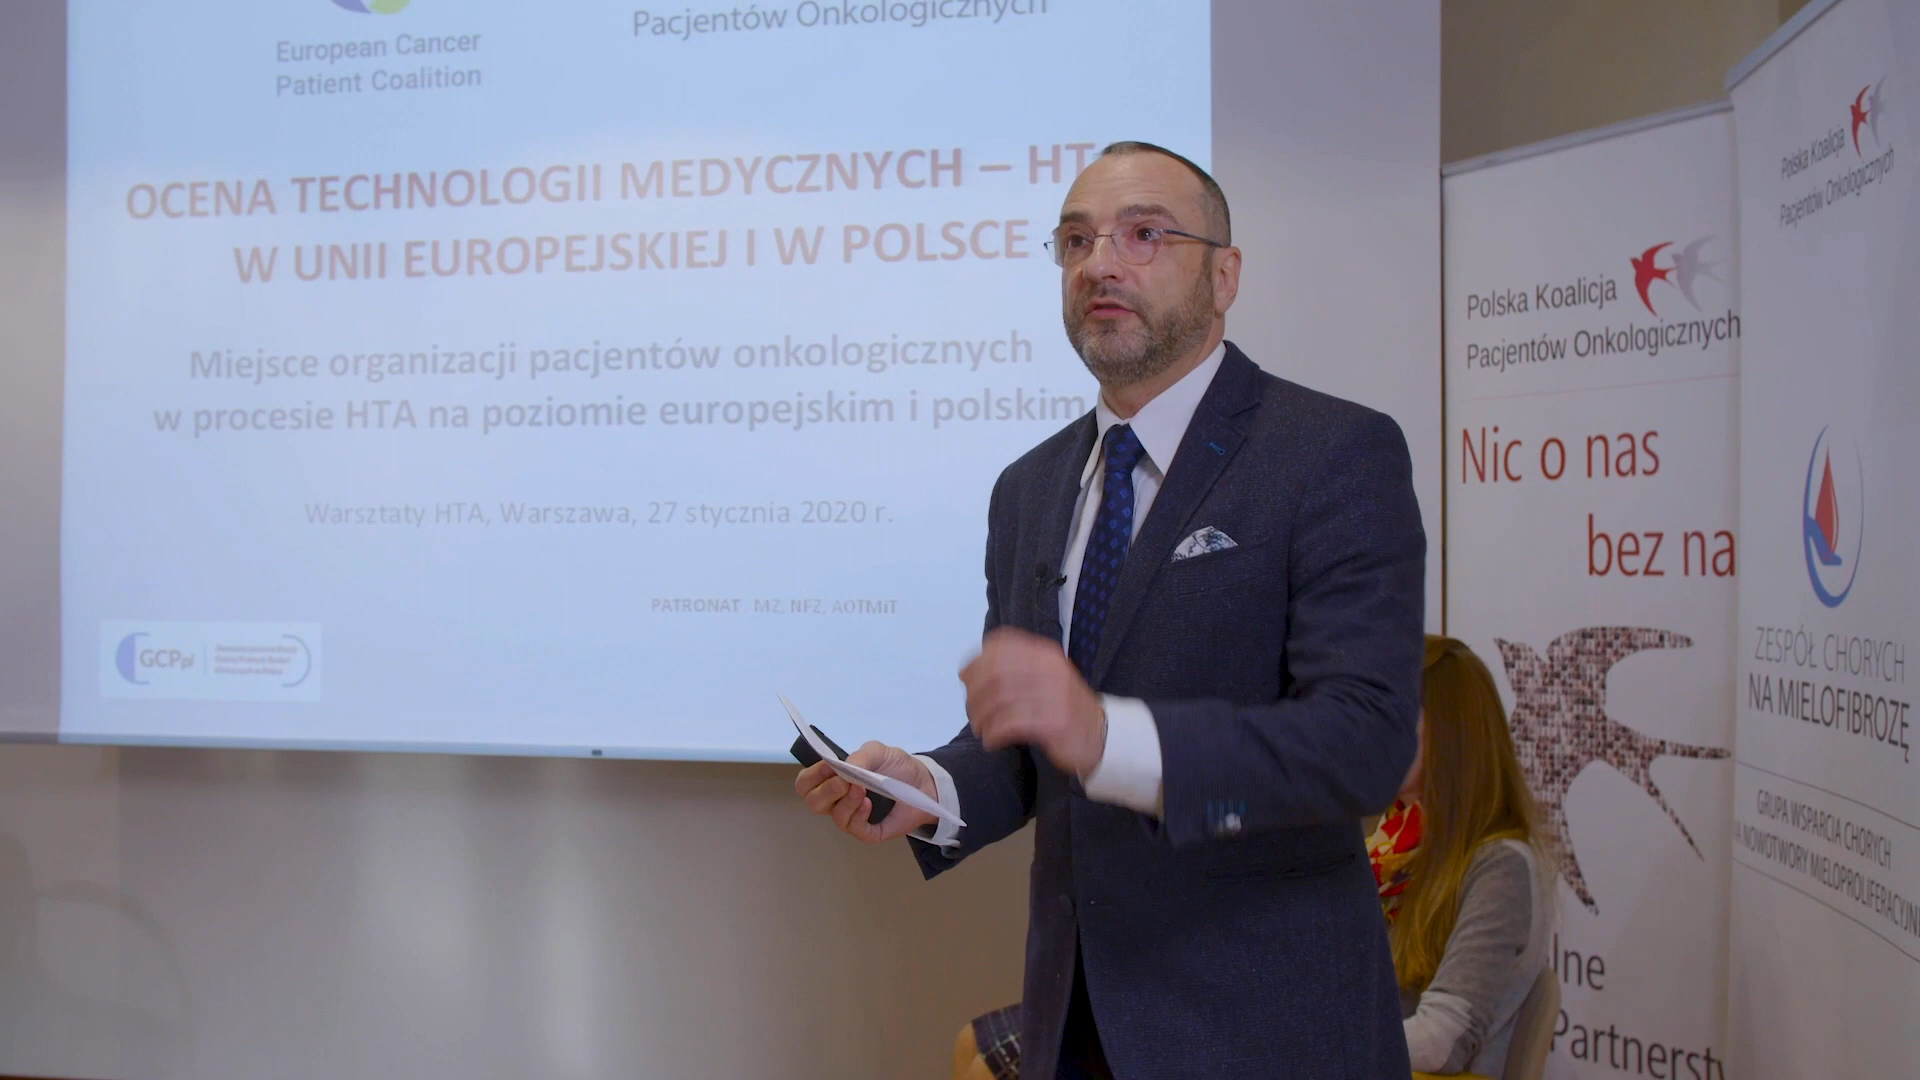 European Cancer
Patient Coalition
Pacjentów Onkologicznych
OCENA TECHNOLOGII MEDYCZNYCH – HT
W UNII EUROPEJSKIEJ I W POLSCE
Miejsce organizacji pacjentów onkologicznych
w procesie HTA na poziomie europejskim i polskim
Warsztaty HTA, Warszawa, 27 stycznia 2020 r.
PATRONAT MZ, NFZ, AOTMiT
GCPpl
Polska Koalicja
Pacjentów Onkologicznych
Nic o nas
bez na
lne
Partnerstw
Polska Koalicja
Pacjentów Onkologicznych
ZESPÓŁ CHORYCH
NA MIELOFIBROZĘ
GRUPA WSPARCIA CHORYCH
NOWOTWORY MIELOPROLIFERACYJN